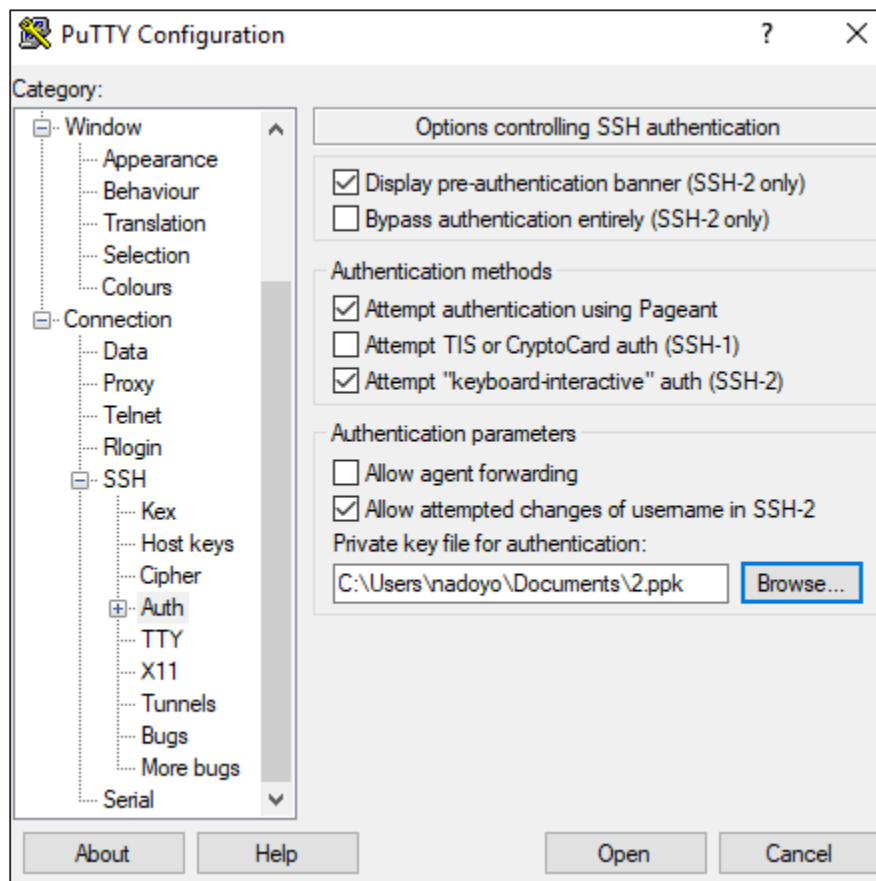 PuTTY Configuration
?
Category:
Window
Appearance
Behaviour
Translation
Selection
Colours
Connection
Data
Proxy
Telnet
Rlogin
SSH
Kex
Host keys
Cipher
Auth
TTY
X11
Tunnels
Bugs
More bugs
Serial
Options controlling SSH authentication
Display pre-authentication banner (SSH-2 only)
Bypass authentication entirely (SSH-2 only)
Authentication methods
Attempt authentication using Pageant
Attempt TIS or CryptoCard auth (SSH-1)
Attempt "keyboard-interactive" auth (SSH-2)
Authentication parameters
Allow agent forwarding
Allow attempted changes of username in SSH-2
Private key file for authentication:
C:\Users\nadoyo\Documents\2.ppk
Browse...
About
Help
Open
Cancel